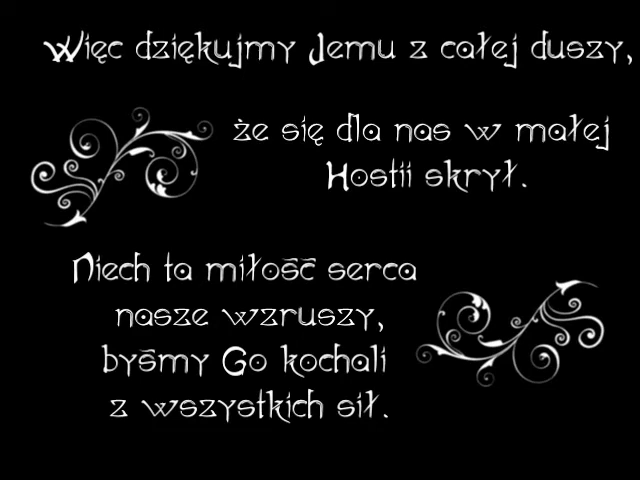 Więc dziękujmy Jemu z całej duszy,
że się dla nas w małej
Hostii skrył.
Niech ta miłość serca
nasze wzruszy,
byśmy Go kochali
z wszystkich sił.